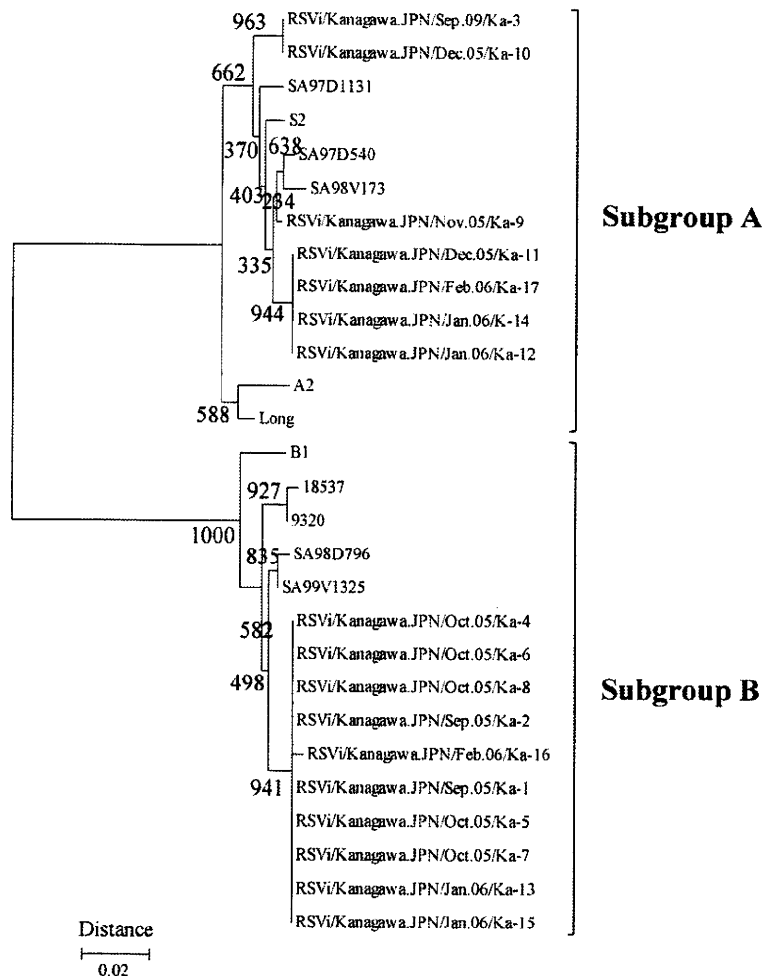 963
RSVi/Kanagawa.JPN/Sep.09/Ka-3
RSVi/Kanagawa.JPN/Dec.05/Ka-10
662
SA97D1131
S2
370
638
SA97D540
403
234
SA98V173
RSVi/Kanagawa.JPN/Nov.05/Ka-9
Subgroup A
335
RSVi/Kanagawa.JPN/Dec.05/Ka-11
RSVi/Kanagawa.JPN/Feb.06/Ka-17
944
RSVi/Kanagawa.JPN/Jan.06/K-14
RSVi/Kanagawa.JPN/Jan.06/Ka-12
A2
588
Long
B1
927
18537
9320
1000
835
SA98D796
SA99V1325
582
RSVi/Kanagawa.JPN/Oct.05/Ka-4
RSVi/Kanagawa.JPN/Oct.05/Ka-6
498
RSVi/Kanagawa.JPN/Oct.05/Ka-8
Subgroup B
RSVi/Kanagawa.JPN/Sep.05/Ka-2
RSVi/Kanagawa.JPN/Feb.06/Ka-16
941
RSVi/Kanagawa.JPN/Sep.05/Ka-1
RSVi/Kanagawa.JPN/Oct.05/Ka-5
RSVi/Kanagawa.JPN/Oct.05/Ka-7
RSVi/Kanagawa.JPN/Jan.06/Ka-13
RSVi/Kanagawa.JPN/Jan.06/Ka-15
Distance
0.02